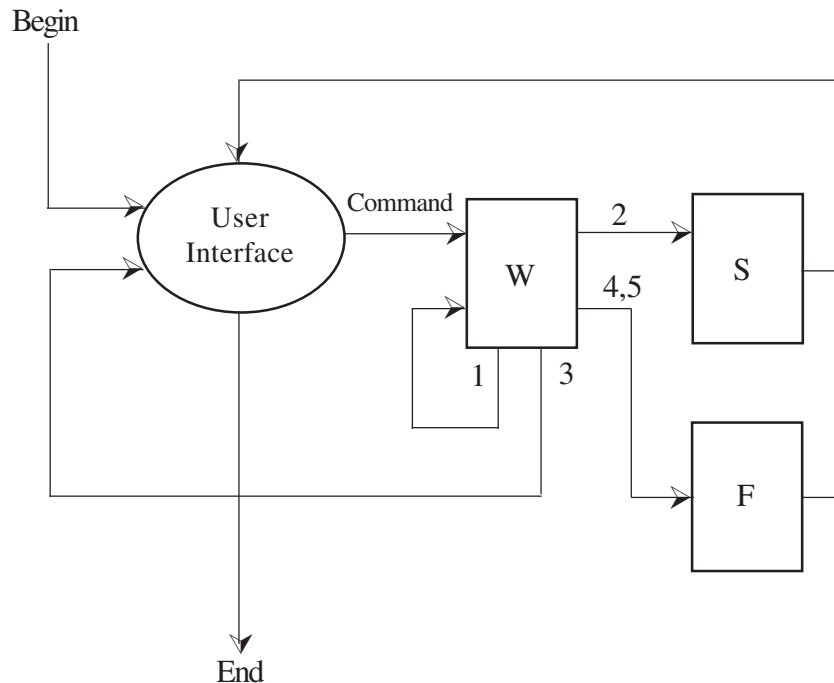 Begin
User
Interface
Command
W
2
S
4,5
1
3
F
End